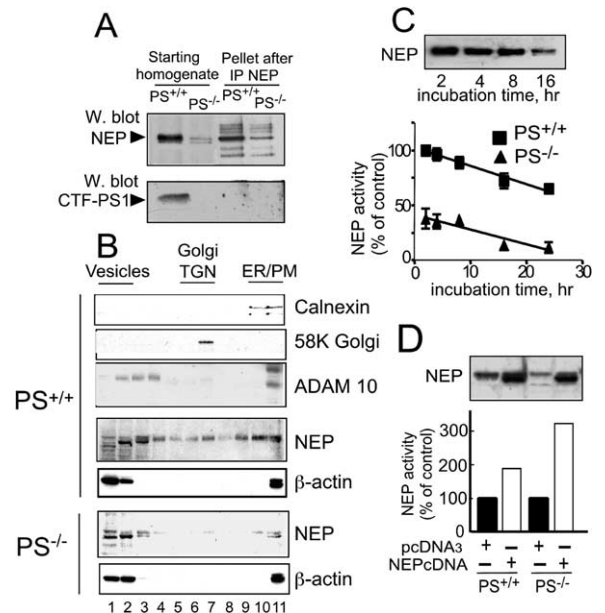 A
Starting homogenate
Pellet after IP NEP
PS+/+ PS-/- PS+/+ PS-/-
W. blot
NEP
W. blot
CTF-PS1
B
Vesicles
Golgi TGN
ER/PM
PS+/+
Calnexin
58K Golgi
ADAM 10
NEP
β-actin
PS-/-
NEP
β-actin
1 2 3 4 5 6 7 8 9 10 11
C
NEP
2 4 8 16
incubation time, hr
NEP activity (% of control)
100
50
0
PS+/+
PS-/-
0 10 20 30
incubation time, hr
D
NEP
NEP activity (% of control)
300
200
100
0
pcDNA3 + - + -
NEPcDNA - + - +
PS+/+ PS-/-